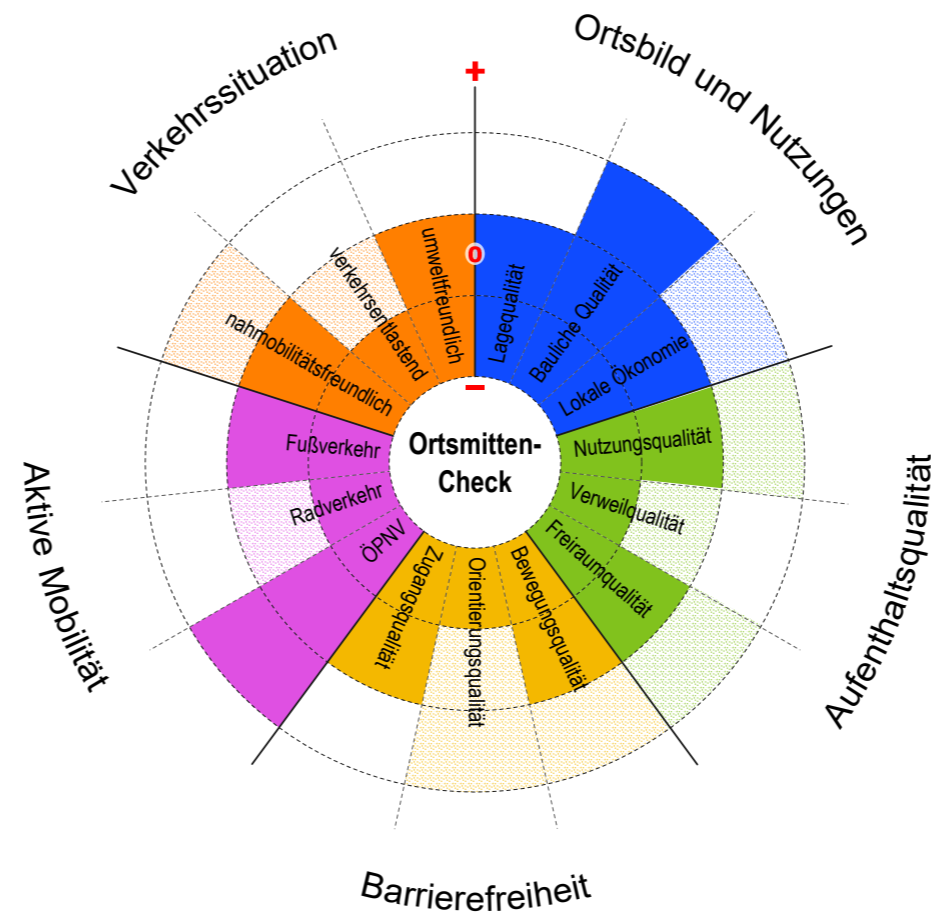 Verkehrssituation
Ortsbild und Nutzungen
+
o
–
umweltfreundlich
verkehrsentlastend
nahmobilitätsfreundlich
Lagequalität
Bauliche Qualität
Lokale Ökonomie
Ortsmitten-
Check
Fußverkehr
Radverkehr
ÖPNV
Nutzungsqualität
Verweilqualität
Freiraumqualität
Zugangsqualität
Orientierungsqualität
Bewegungsqualität
Aktive Mobilität
Aufenthaltsqualität
Barrierefreiheit